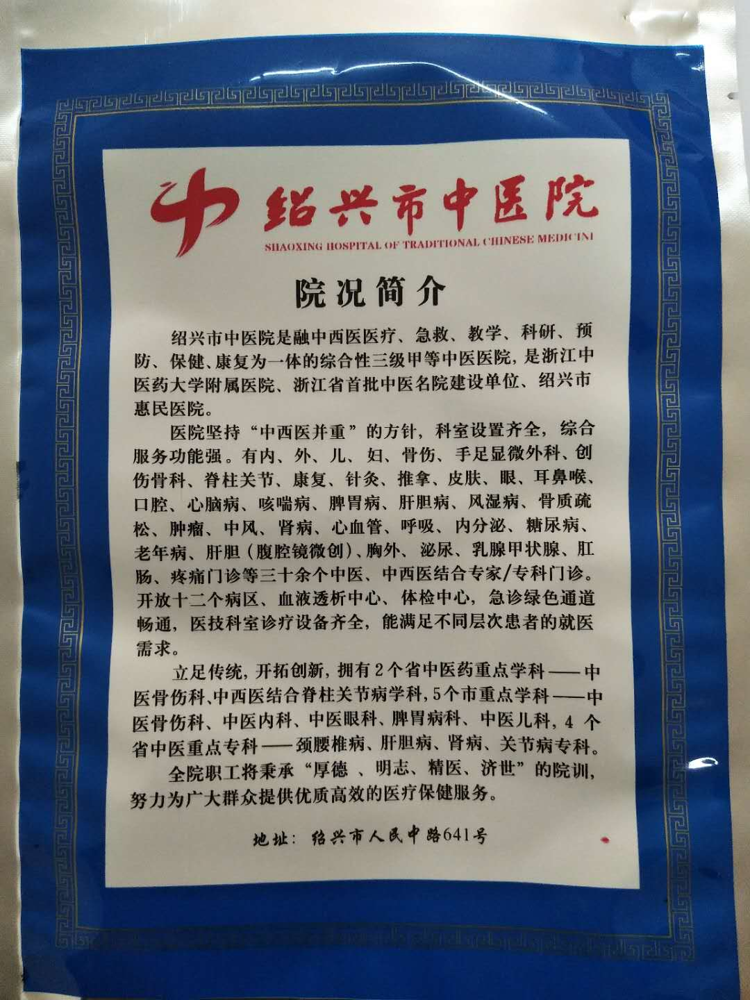 绍兴市中医院
SHAOXING HOSPITAL OF TRADITIONAL CHINESE MEDICINI
院况简介
绍兴市中医院是融中西医医疗、急救、教学、科研、预
防、保健、康复为一体的综合性三级甲等中医医院,是浙江中
医药大学附属医院、浙江省首批中医名院建设单位、绍兴市
惠民医院。
医院坚持“中西医并重”的方针,科室设置齐全,综合
服务功能强。有内、外、儿、妇、骨伤、手足显微外科、创
伤骨科、脊柱关节、康复、针灸、推拿、皮肤、眼、耳鼻喉、
口腔、心脑病、咳喘病、脾胃病、肝胆病、风湿病、骨质疏
松、肿瘤、中风、肾病、心血管、呼吸、内分泌、糖尿病、
老年病、肝胆(腹腔镜微创)、胸外、泌尿、乳腺甲状腺、肛
肠、疼痛门诊等三十余个中医、中西医结合专家/专科门诊。
开放十二个病区、血液透析中心、体检中心,急诊绿色通道
畅通,医技科室诊疗设备齐全,能满足不同层次患者的就医
需求。
立足传统,开拓创新,拥有2个省中医药重点学科——中
医骨伤科、中西医结合脊柱关节病学科,5个市重点学科——中
医骨伤科、中医内科、中医眼科、脾胃病科、中医儿科,4个
省中医重点专科——颈腰椎病、肝胆病、肾病、关节病专科。
全院职工将秉承“厚德、明志、精医、济世”的院训,
努力为广大群众提供优质高效的医疗保健服务。
地址:绍兴市人民中路641号